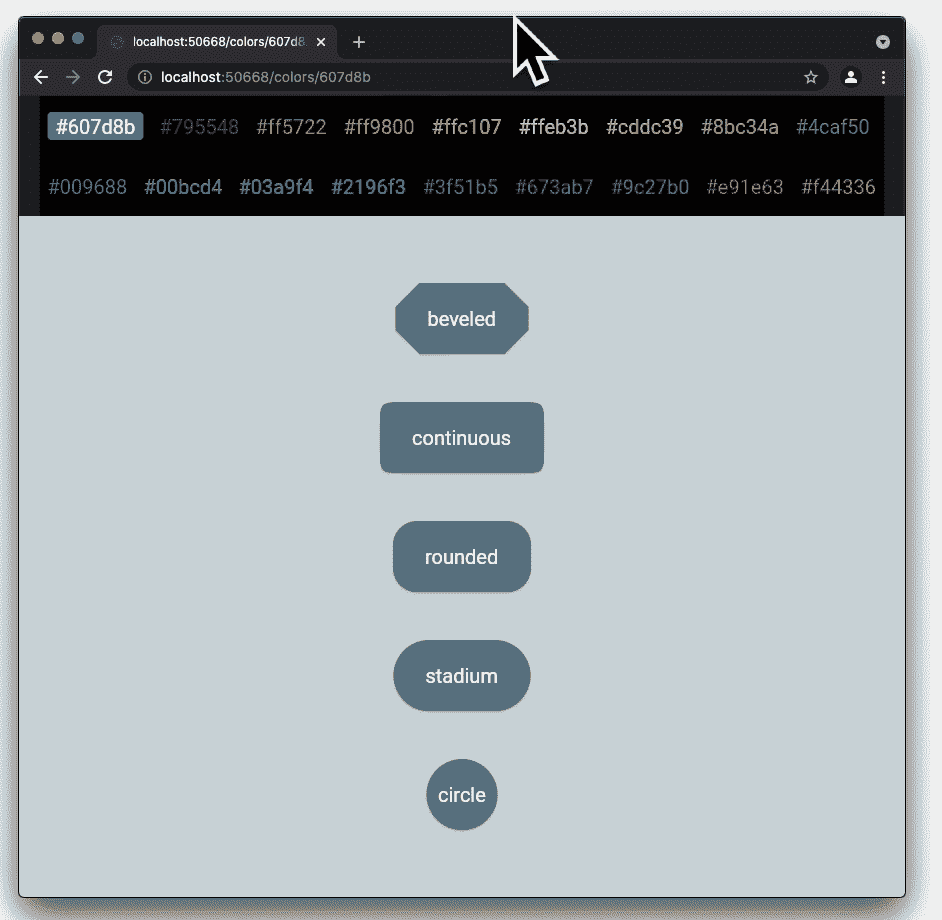 localhost:50668/colors/607d8
localhost:50668/colors/607d8b
#607d8b #795548 #ff5722 #ff9800 #ffc107 #ffeb3b #cddc39 #8bc34a #4caf50
#009688 #00bcd4 #03a9f4 #2196f3 #3f51b5 #673ab7 #9c27b0 #e91e63 #f44336
beveled
continuous
rounded
stadium
circle